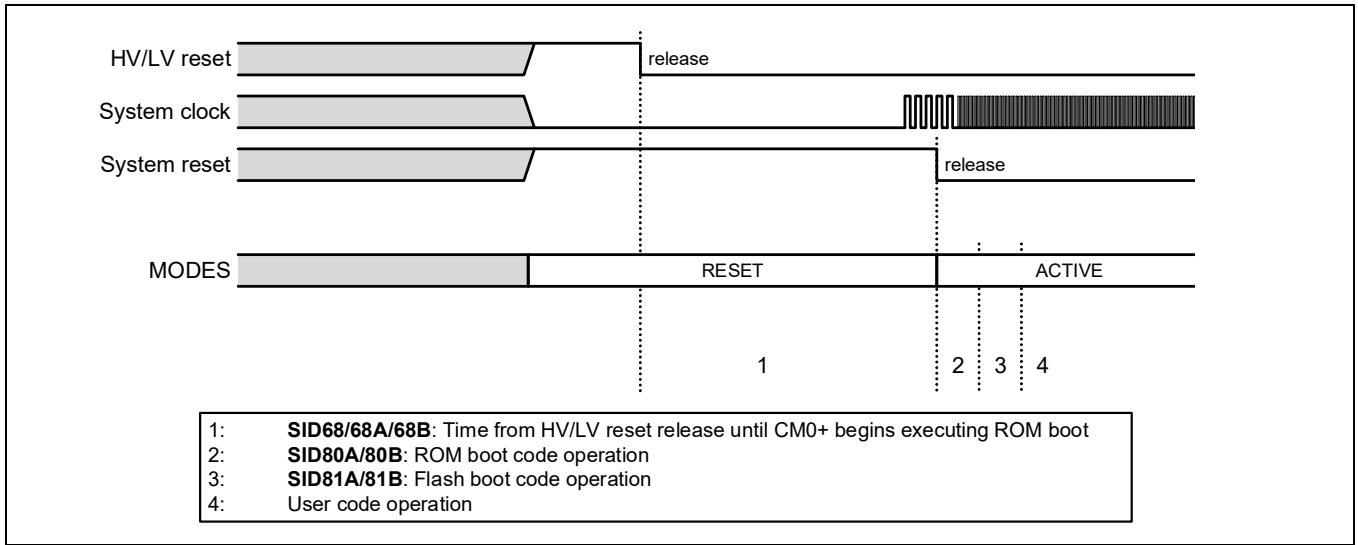 HV/LV reset
release
System clock
System reset
release
MODES
RESET
ACTIVE
1
2
3
4
1: SID68/68A/68B: Time from HV/LV reset release until CM0+ begins executing ROM boot
2: SID80A/80B: ROM boot code operation
3: SID81A/81B: Flash boot code operation
4: User code operation